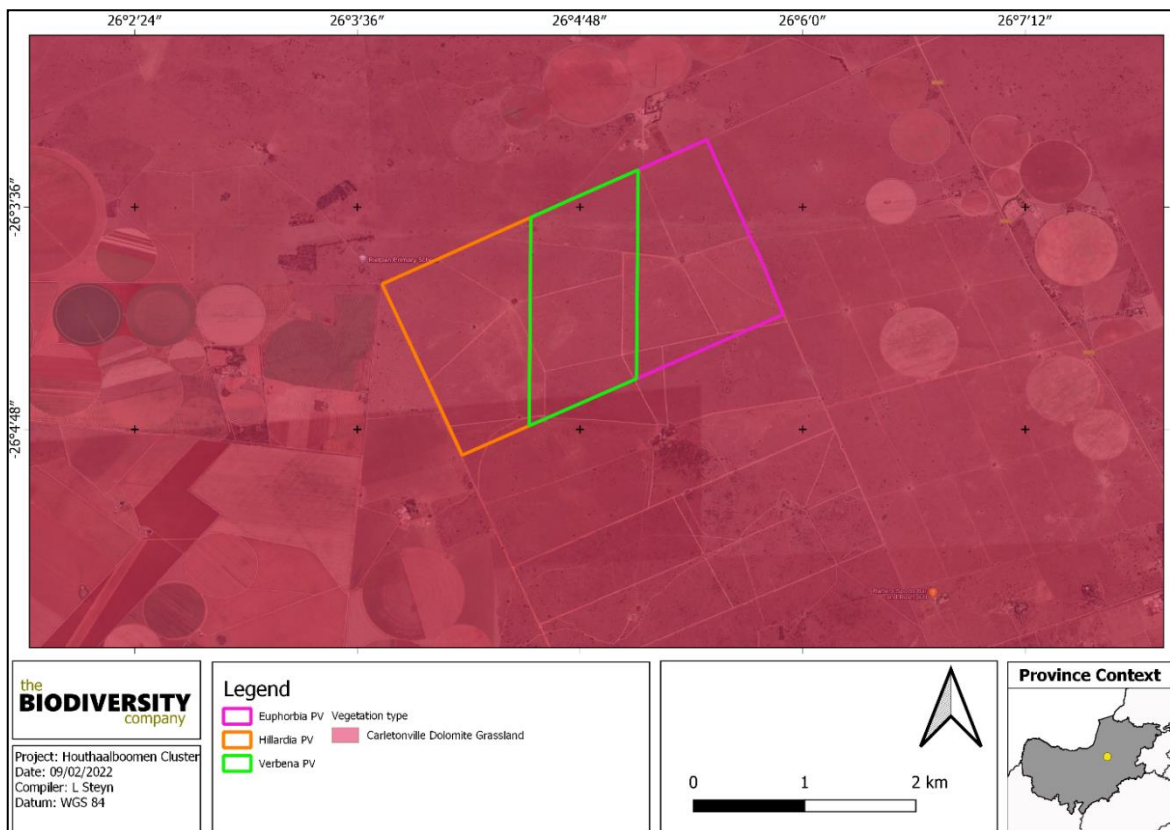 26°2′24″ 26°3′36″ 26°4′48″ 26°6′0″ 26°7′12″
-26°3′36″
-26°4′48″
Primary
the
BIODIVERSITY
company
Project: Houthaalboomen Cluster
Date: 09/02/2022
Compiler: L Steyn
Datum: WGS 84
Legend
Euphorbia PV
Hillardia PV
Verbena PV
Vegetation type
Carletonville Dolomite Grassland
0 1 2 km
Province Context